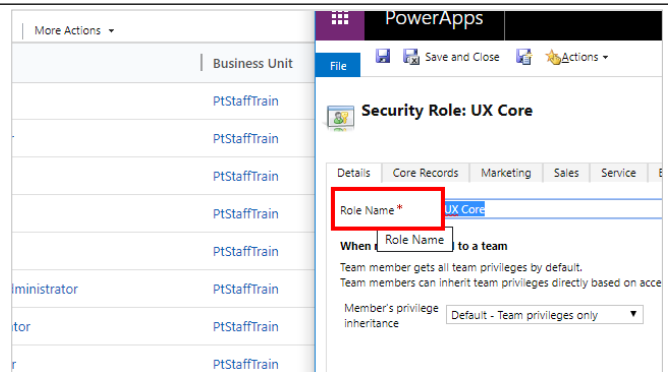 More Actions
Business Unit
PtStaffTrain
PtStaffTrain
PtStaffTrain
PtStaffTrain
PtStaffTrain
PtStaffTrain
PtStaffTrain
PtStaffTrain
PowerApps
File
Save and Close
Actions
Security Role: UX Core
Details Core Records Marketing Sales Service
Role Name *
UX Core
Role Name
When to a team
Team member gets all team privileges by default.
Team members can inherit team privileges directly based on acce
Member's privilege
inheritance
Default - Team privileges only